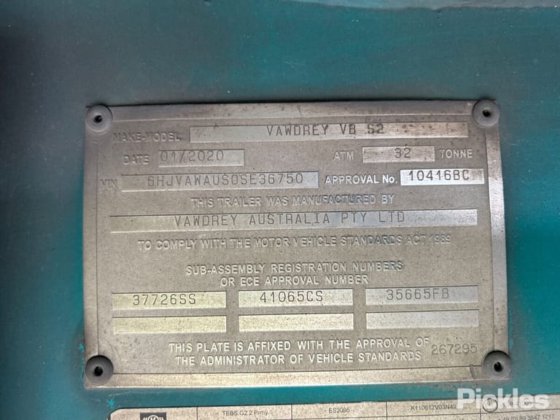 MAKE-MODEL VAWDREY VB S2
DATE 01/2020 ATM 32 TONNE
VIN 6HJVAWAUS0SE36750 APPROVAL No. 10416BC
THIS TRAILER WAS MANUFACTURED BY
VAWDREY AUSTRALIA PTY LTD
TO COMPLY WITH THE MOTOR VEHICLE STANDARDS ACT 1989
SUB-ASSEMBLY REGISTRATION NUMBERS
OR ECE APPROVAL NUMBER
37726SS 41065CS 35665FB
THIS PLATE IS AFFIXED WITH THE APPROVAL OF
THE ADMINISTRATOR OF VEHICLE STANDARDS 267295
TEBS G2.2
Pickles